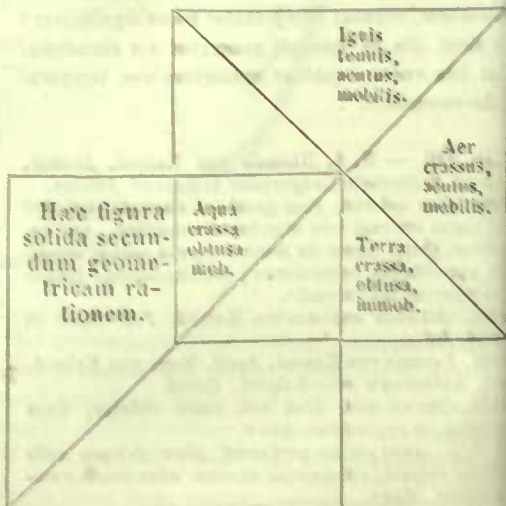 Ignis
tenuis,
acutus,
mobilis.
Aer
crassus,
acutus,
mobilis.
Hæc figura
solida secun-
dum geome-
tricam ra-
tionem.
Aqua
crassa
obtusa
mob.
Terra
crassa,
obtusa,
immob.